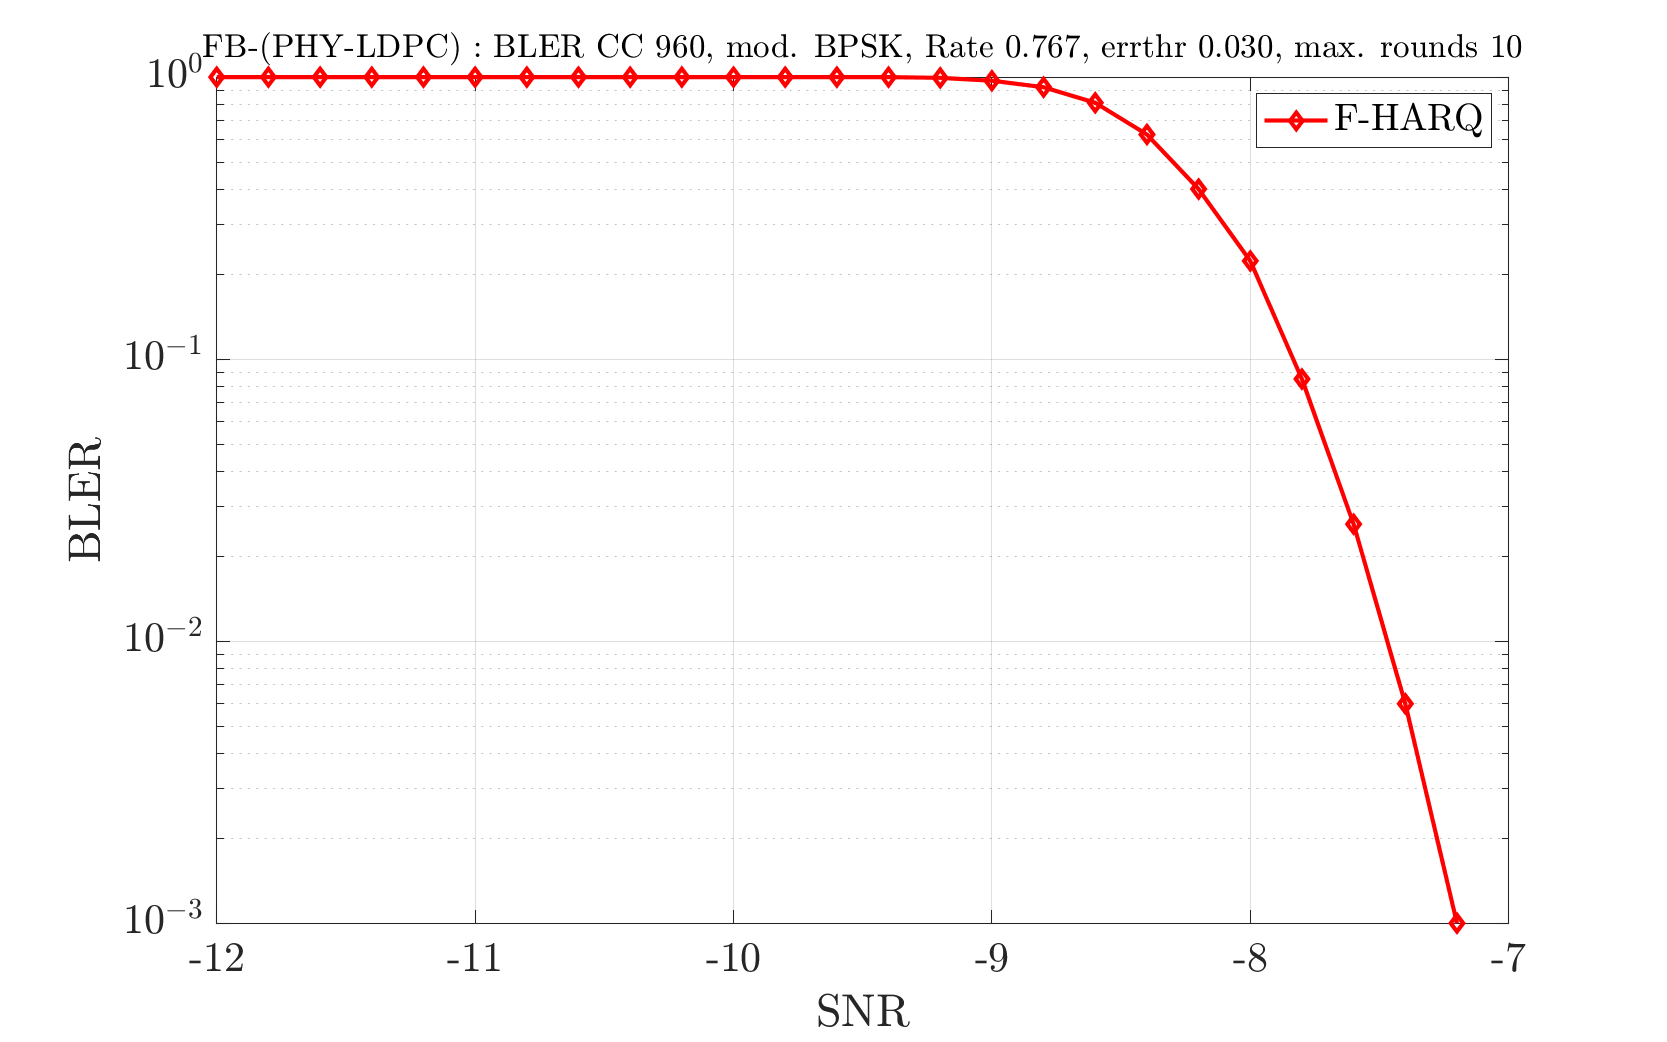 FB-(PHY-LDPC) : BLER CC 960, mod. BPSK, Rate 0.767, errthr 0.030, max. rounds 10
10^0
F-HARQ
10^{-1}
BLER
10^{-2}
10^{-3}
-12 -11 -10 -9 -8 -7
SNR